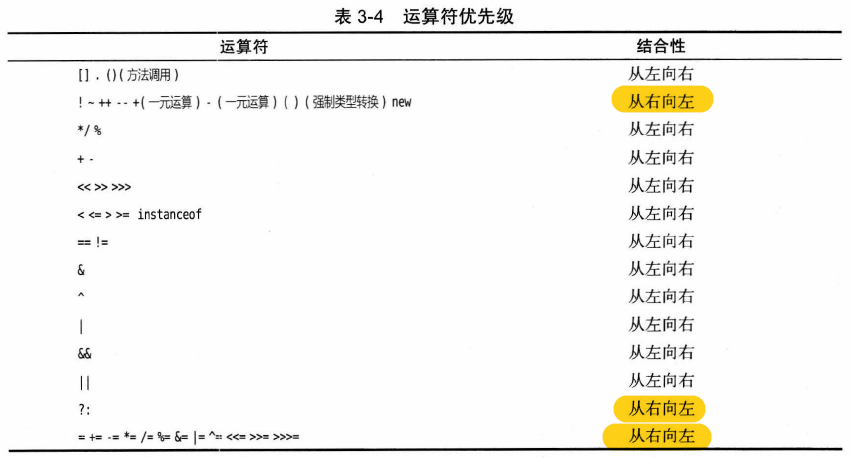 表 3-4 运算符优先级
运算符 结合性
[] . () (方法调用) 从左向右
! ~ ++ -- +(一元运算) - (一元运算) ( ) (强制类型转换) new 从右向左
*/ % 从左向右
+ - 从左向右
<< >> >>> 从左向右
< <= > >= instanceof 从左向右
== != 从左向右
& 从左向右
^ 从左向右
| 从左向右
&& 从左向右
|| 从左向右
?: 从右向左
= += -= *= /= %= &= |= ^= <<= >>= >>>= 从右向左